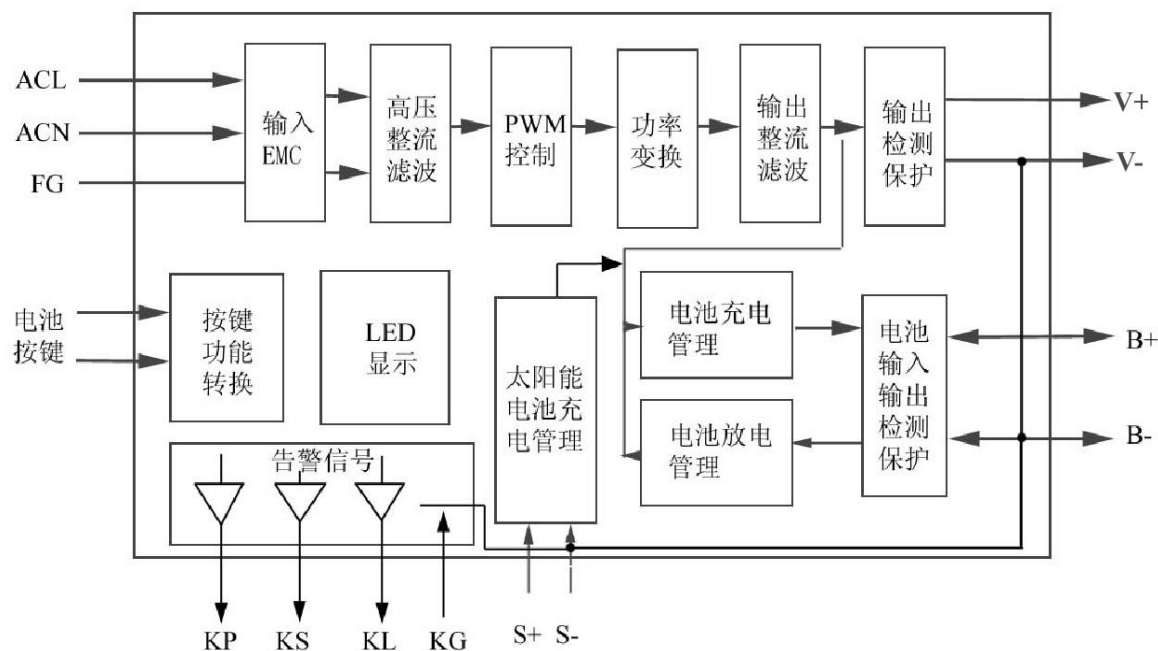 ACL
ACN
FG
输入
EMC
高压
整流
滤波
PWM
控制
功率
变换
输出
整流
滤波
输出
检测
保护
V+
V-
电池
按键
按键
功能
转换
LED
显示
太阳能
电池充
电管理
电池充电
管理
电池放电
管理
电池
输入
输出
检测
保护
B+
B-
告警信号
KP
KS
KL
KG
S+
S-